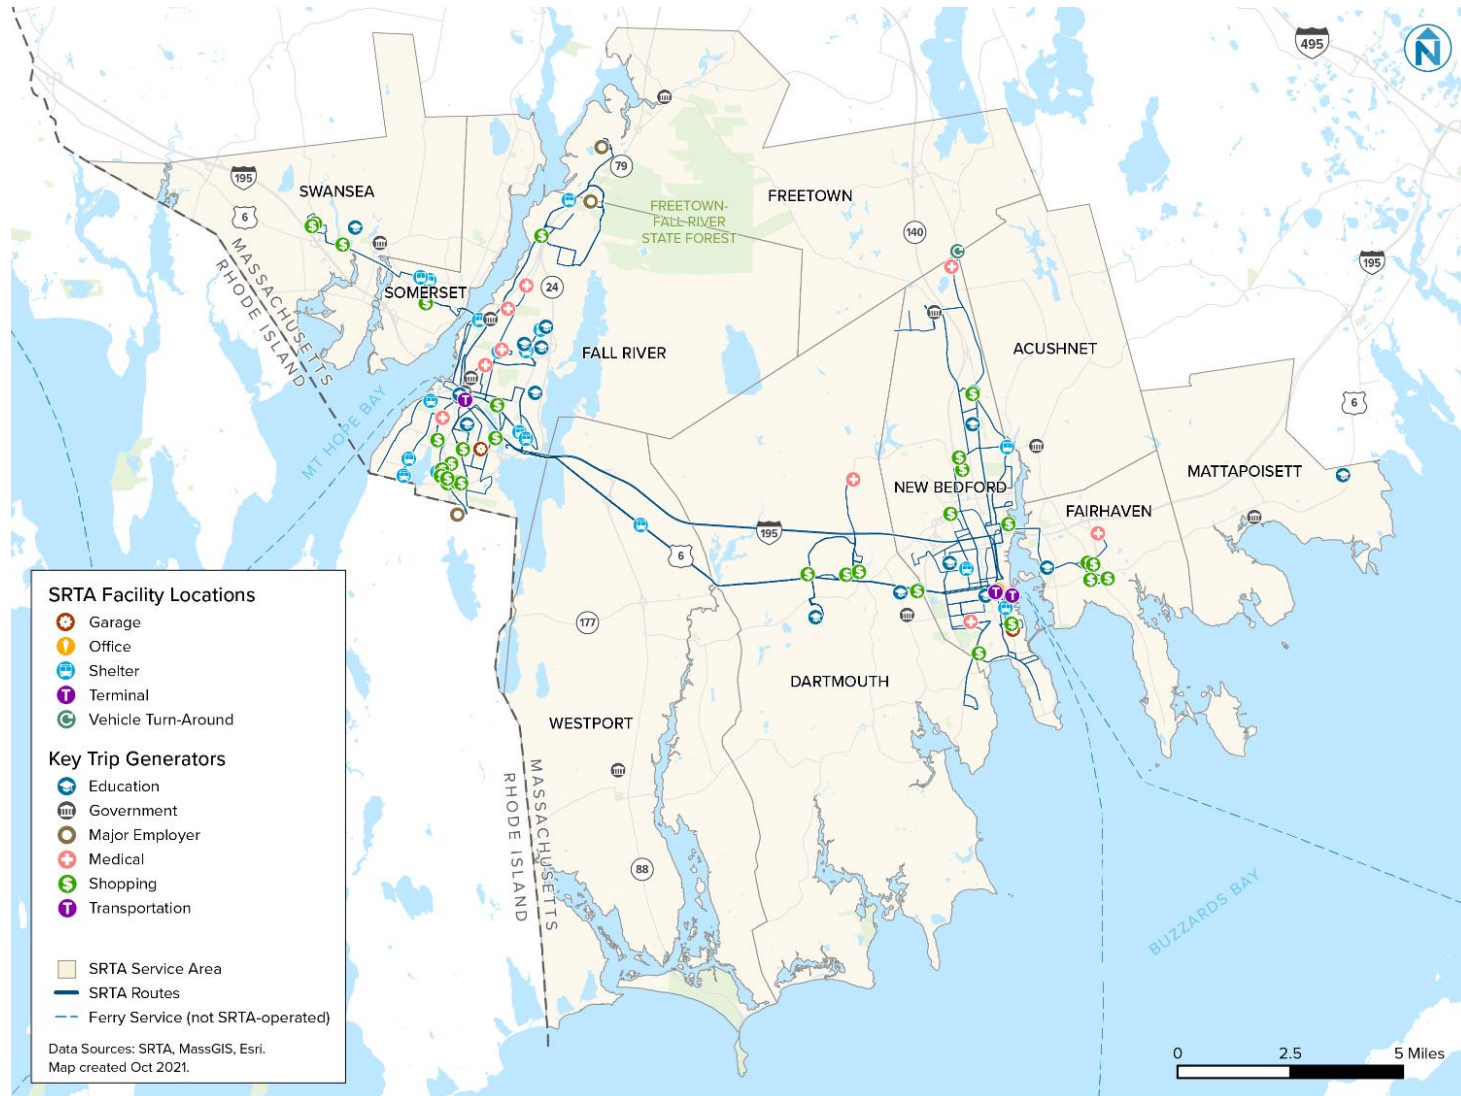 495
N
79
195
SWANSEA
6
FREETOWN
FREETOWN-
FALL RIVER
STATE FOREST
140
195
MASSACHUSETTS
RHODE ISLAND
SOMERSET
24
FALL RIVER
ACUSHNET
6
MT HOPE BAY
MATTAPOISETT
NEW BEDFORD
FAIRHAVEN
195
6
177
DARTMOUTH
WESTPORT
MASSACHUSETTS
RHODE ISLAND
88
BUZZARDS BAY
SRTA Facility Locations
Garage
Office
Shelter
T Terminal
Vehicle Turn-Around
Key Trip Generators
Education
Government
Major Employer
Medical
$ Shopping
T Transportation
SRTA Service Area
SRTA Routes
Ferry Service (not SRTA-operated)
Data Sources: SRTA, MassGIS, Esri.
Map created Oct 2021.
0 2.5 5 Miles